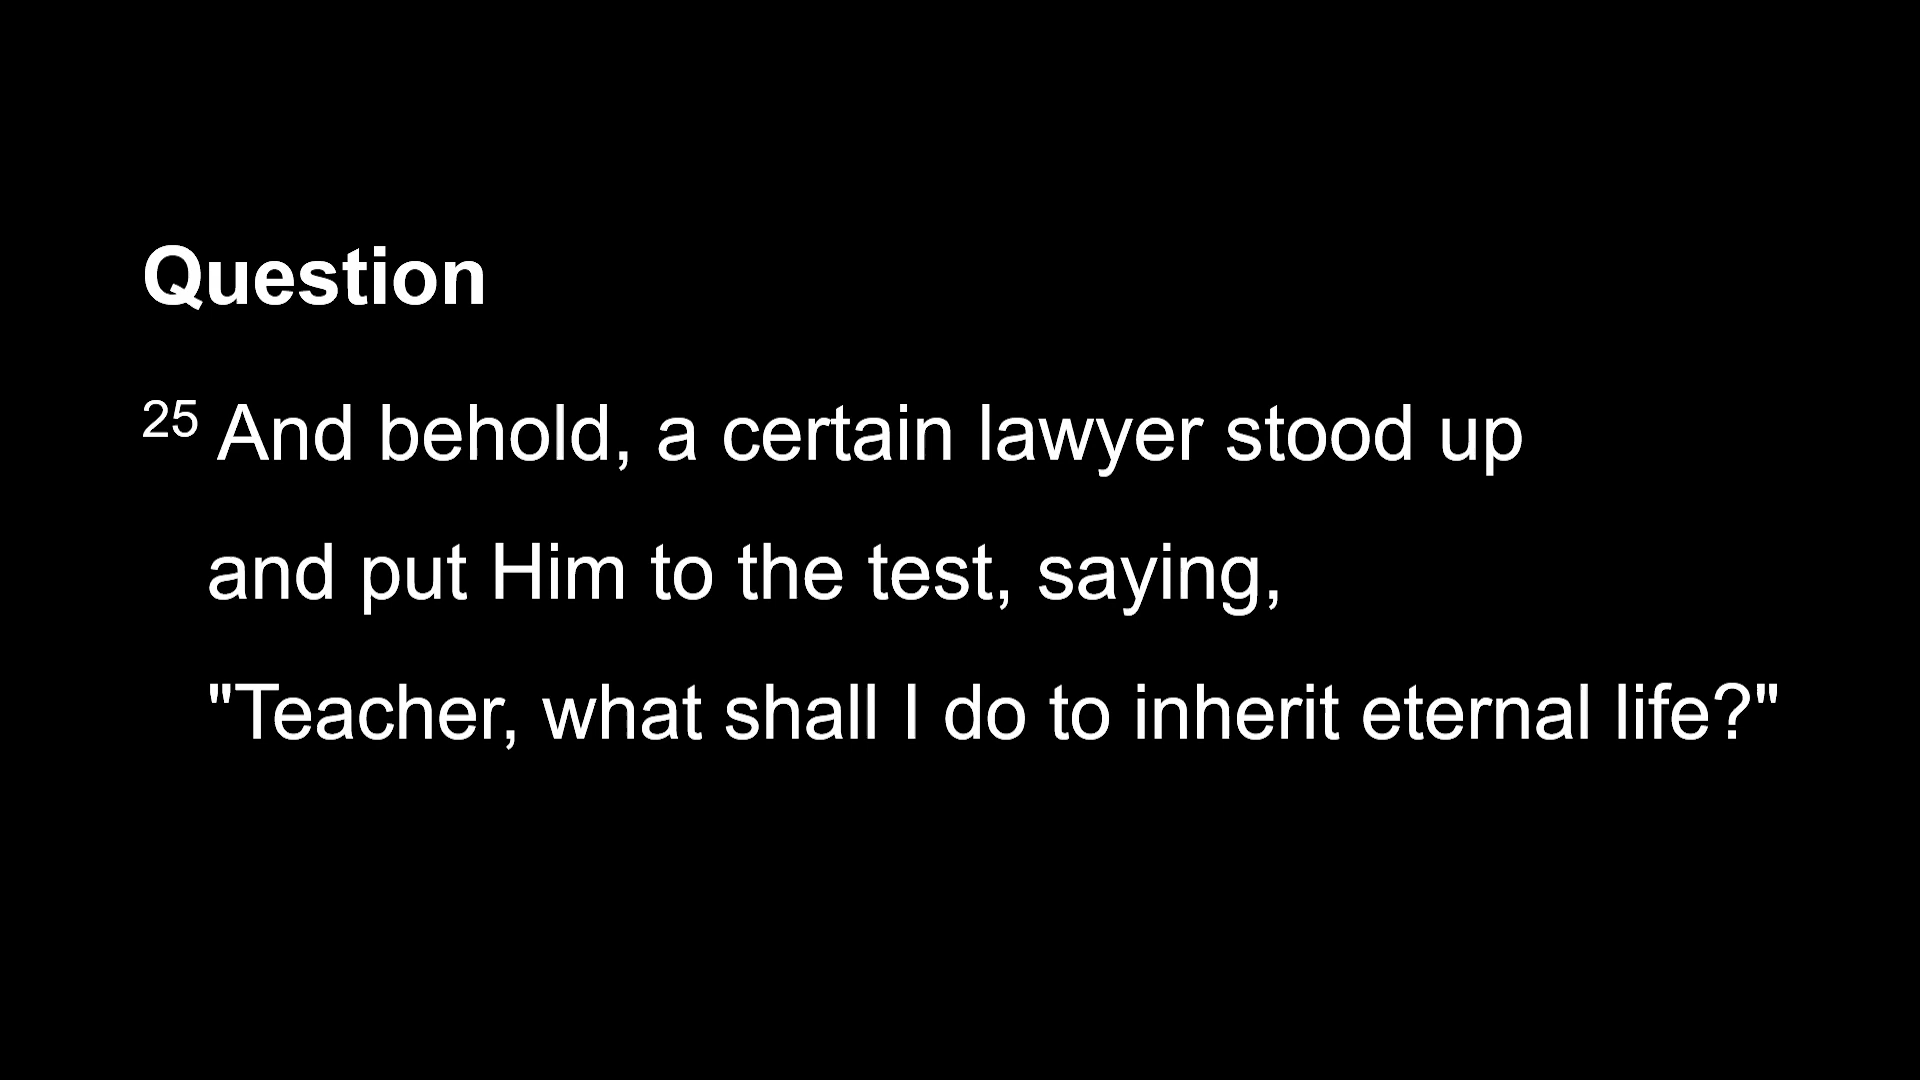 Question
25 And behold, a certain lawyer stood up
and put Him to the test, saying,
"Teacher, what shall I do to inherit eternal life?"